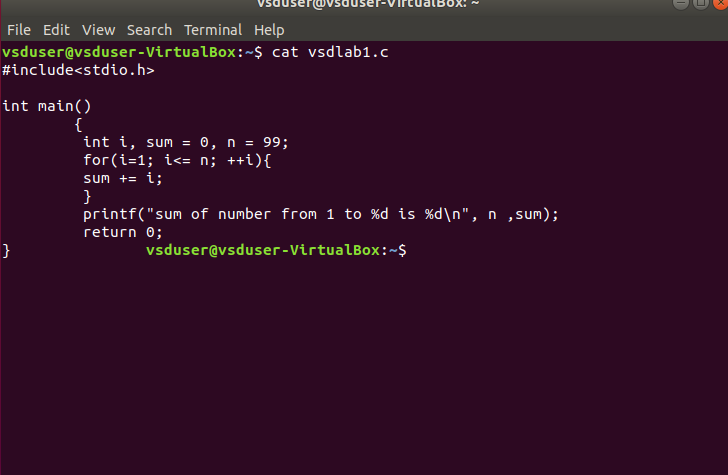 vsduser@vsduser-VirtualBox: ~
File Edit View Search Terminal Help
vsduser@vsduser-VirtualBox:~$ cat vsdlab1.c
#include<stdio.h>
int main()
{
int i, sum = 0, n = 99;
for(i=1; i<= n; ++i){
sum += i;
}
printf("sum of number from 1 to %d is %d\n", n ,sum);
return 0;
} vsduser@vsduser-VirtualBox:~$